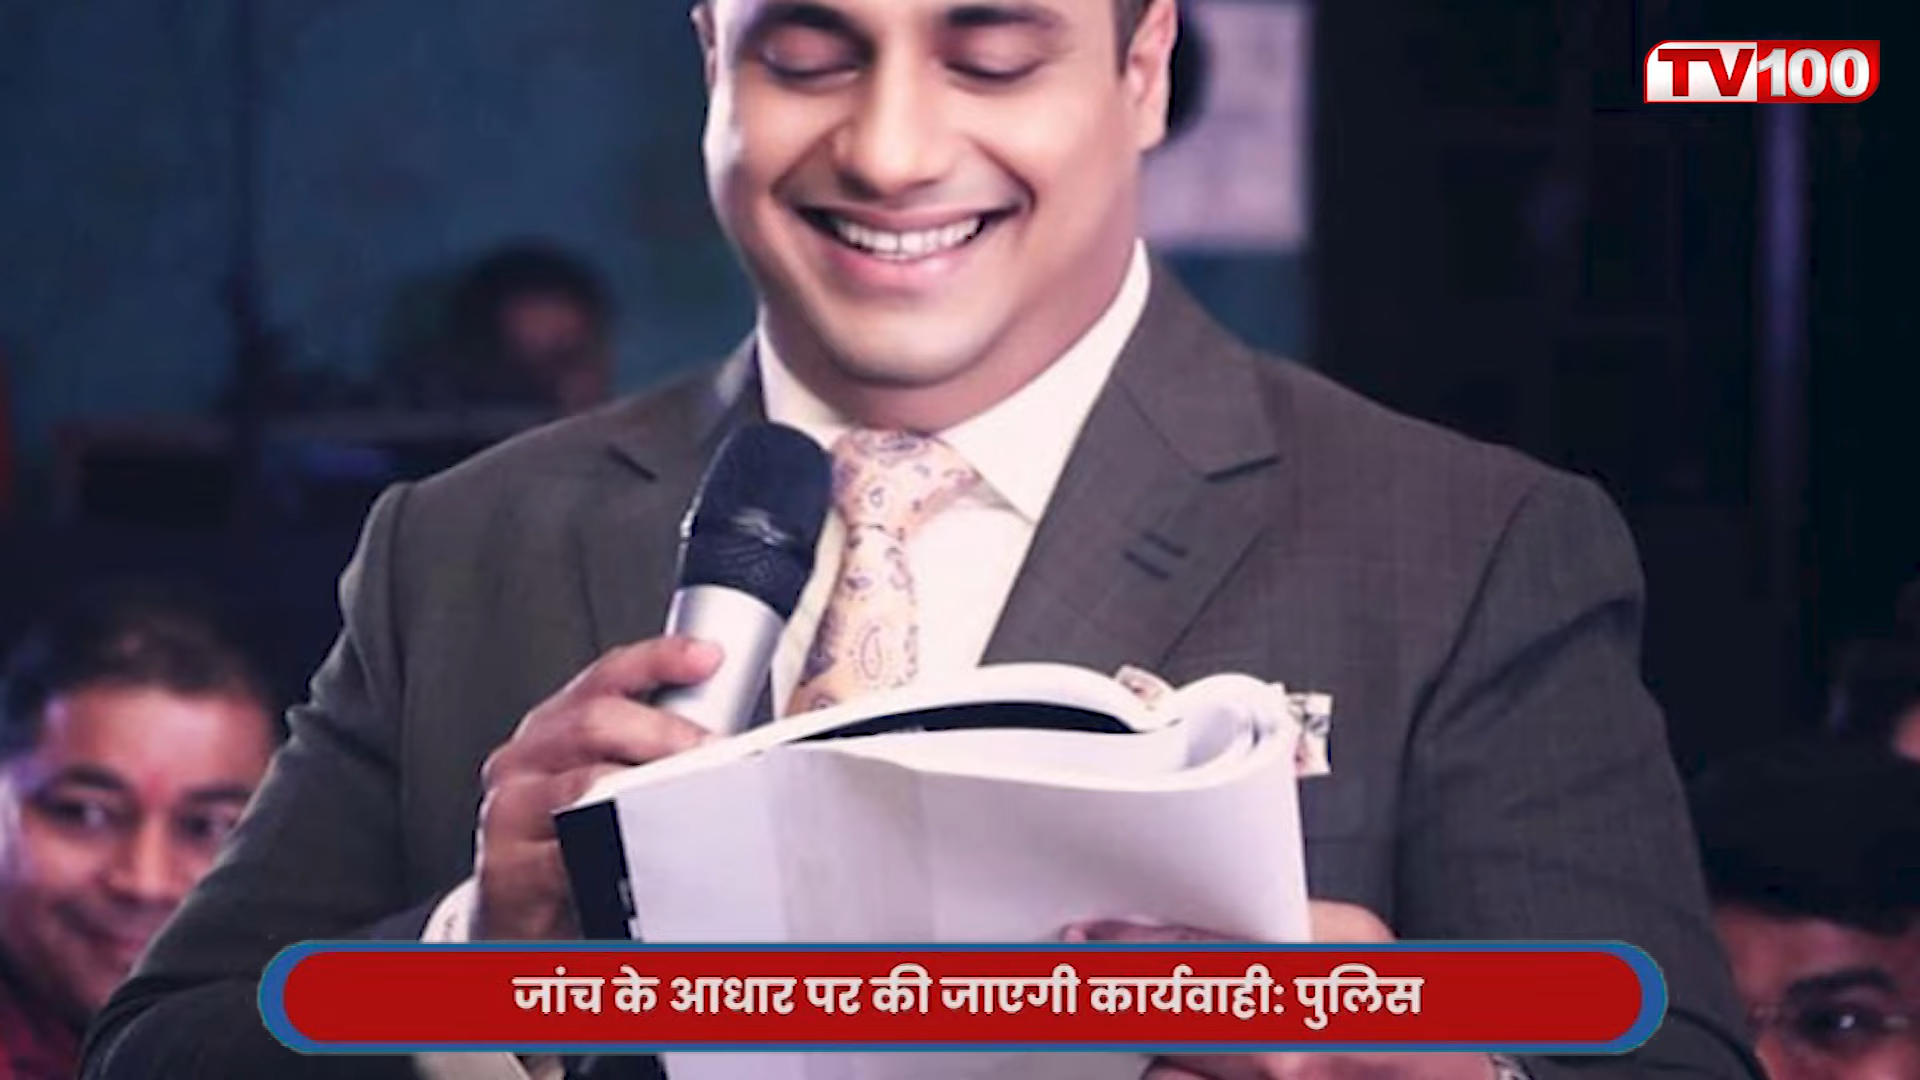 TV100
जांच के आधार पर की जाएगी कार्यवाही: पुलिस